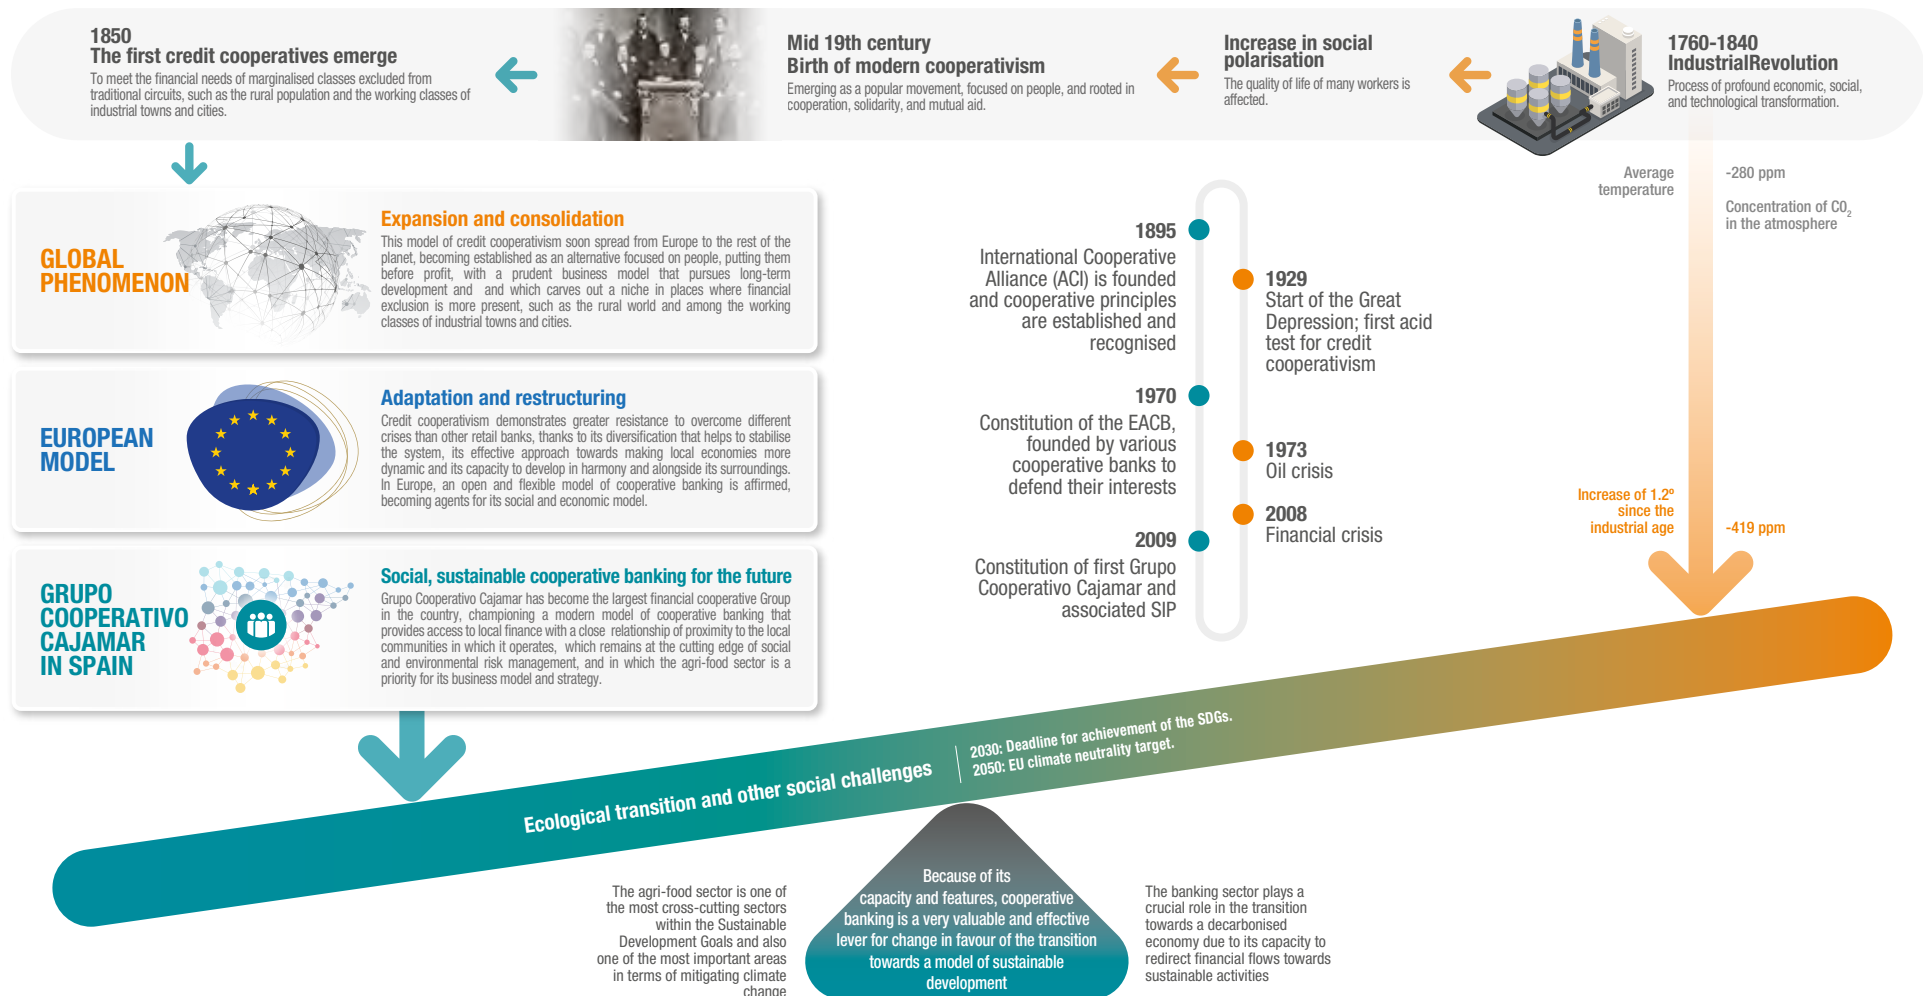 1850
The first credit cooperatives emerge
To meet the financial needs of marginalised classes excluded from
traditional circuits, such as the rural population and the working classes of
industrial towns and cities.
Mid 19th century
Birth of modern cooperativism
Emerging as a popular movement, focused on people, and rooted in
cooperation, solidarity, and mutual aid.
Increase in social
polarisation
The quality of life of many workers is
affected.
1760-1840
IndustrialRevolution
Process of profound economic, social,
and technological transformation.
Average
temperature
-280 ppm
Concentration of CO2
in the atmosphere
GLOBAL
PHENOMENON
Expansion and consolidation
This model of credit cooperativism soon spread from Europe to the rest of the
planet, becoming established as an alternative focused on people, putting them
before profit, with a prudent business model that pursues long-term
development and and which carves out a niche in places where financial
exclusion is more present, such as the rural world and among the working
classes of industrial towns and cities.
EUROPEAN
MODEL
Adaptation and restructuring
Credit cooperativism demonstrates greater resistance to overcome different
crises than other retail banks, thanks to its diversification that helps to stabilise
the system, its effective approach towards making local economies more
dynamic and its capacity to develop in harmony and alongside its surroundings.
In Europe, an open and flexible model of cooperative banking is affirmed,
becoming agents for its social and economic model.
GRUPO
COOPERATIVO
CAJAMAR
IN SPAIN
Social, sustainable cooperative banking for the future
Grupo Cooperativo Cajamar has become the largest financial cooperative Group
in the country, championing a modern model of cooperative banking that
provides access to local finance with a close relationship of proximity to the local
communities in which it operates, which remains at the cutting edge of social
and environmental risk management, and in which the agri-food sector is a
priority for its business model and strategy.
1895
International Cooperative
Alliance (ACI) is founded
and cooperative principles
are established and
recognised
1929
Start of the Great
Depression; first acid
test for credit
cooperativism
1970
Constitution of the EACB,
founded by various
cooperative banks to
defend their interests
1973
Oil crisis
2008
Financial crisis
2009
Constitution of first Grupo
Cooperativo Cajamar and
associated SIP
Increase of 1.2º
since the
industrial age
-419 ppm
Ecological transition and other social challenges
2030: Deadline for achievement of the SDGs.
2050: EU climate neutrality target.
The agri-food sector is one of
the most cross-cutting sectors
within the Sustainable
Development Goals and also
one of the most important areas
in terms of mitigating climate
change
Because of its
capacity and features, cooperative
banking is a very valuable and effective
lever for change in favour of the transition
towards a model of sustainable
development
The banking sector plays a
crucial role in the transition
towards a decarbonised
economy due to its capacity to
redirect financial flows towards
sustainable activities